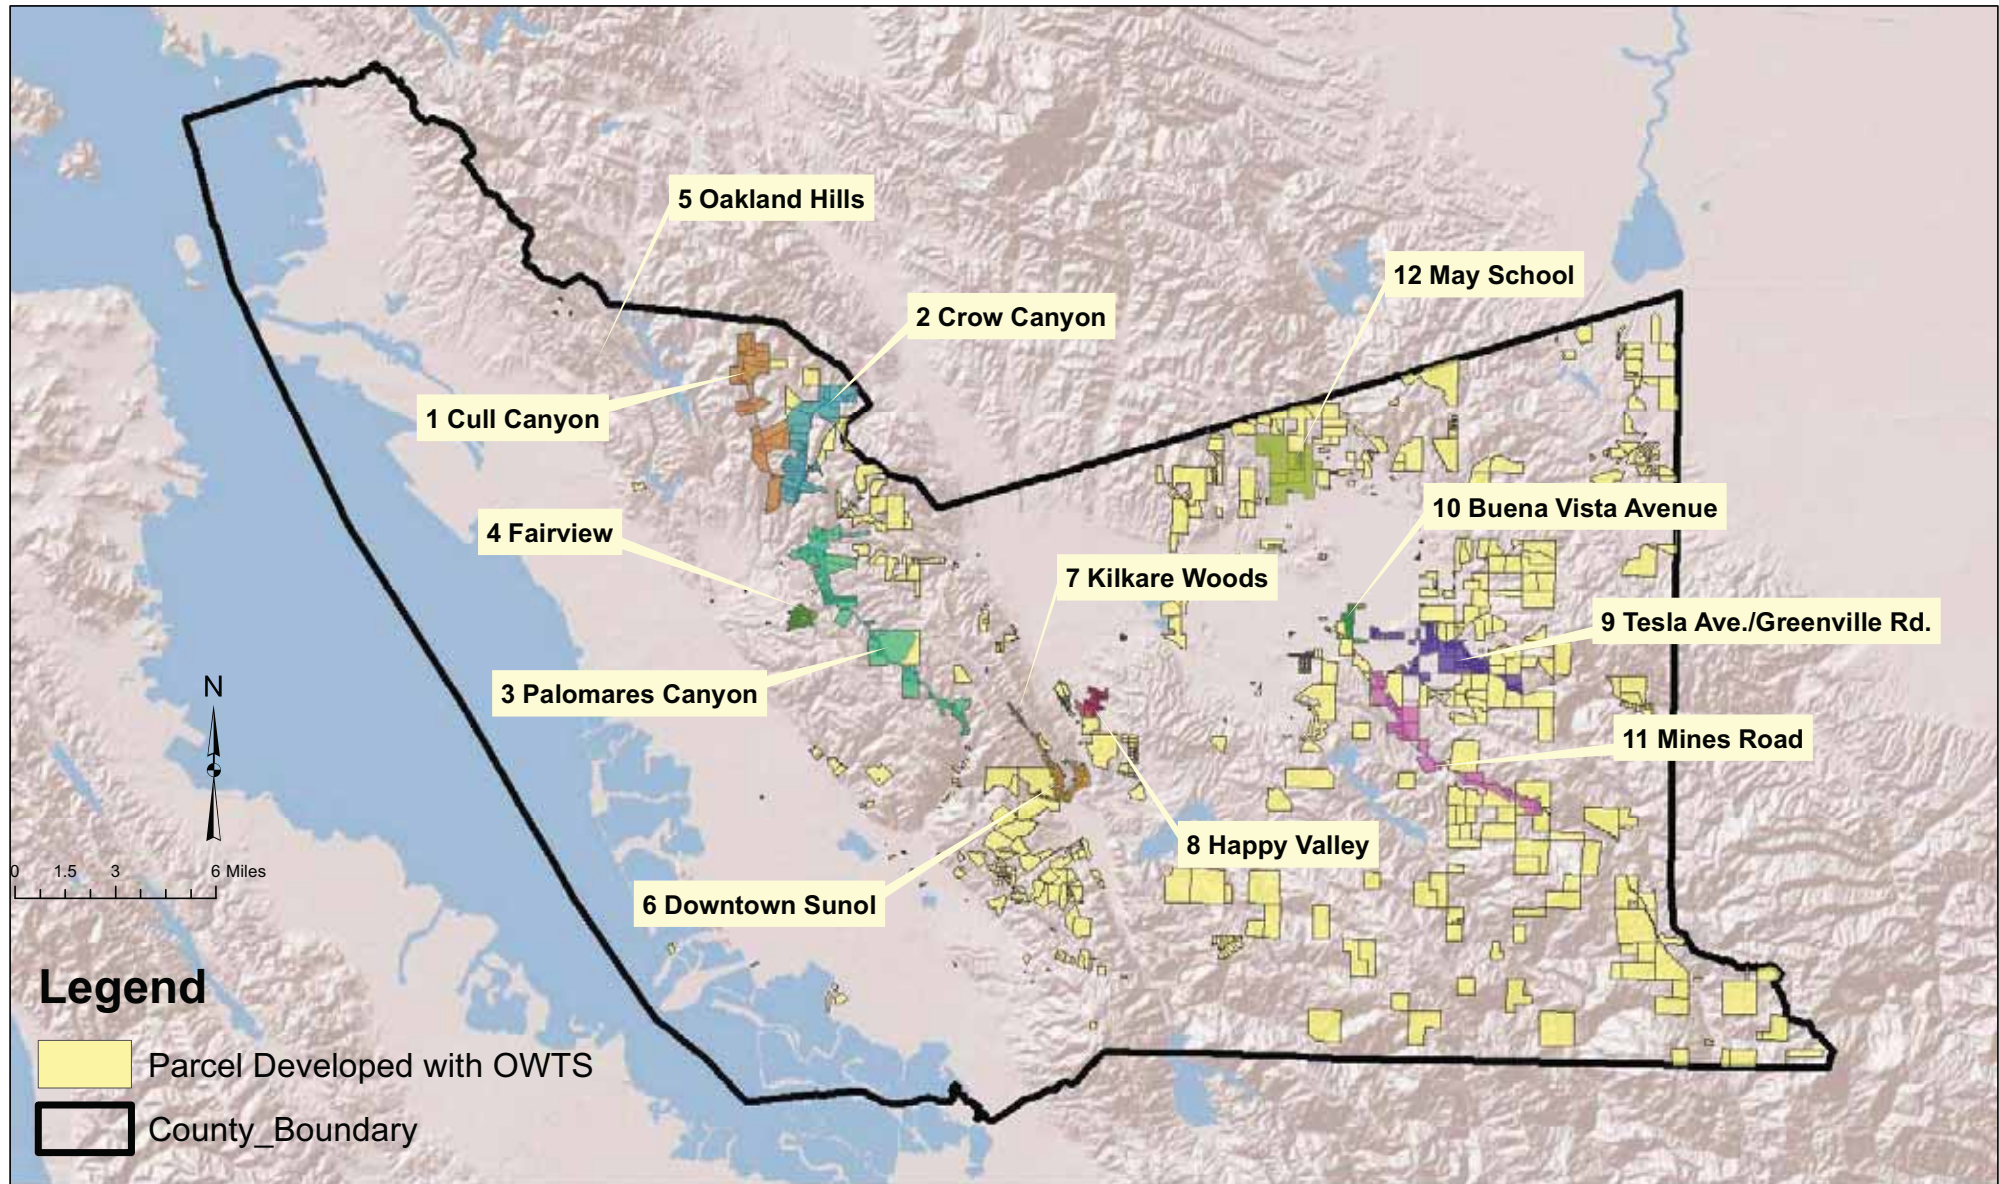 5 Oakland Hills
12 May School
2 Crow Canyon
1 Cull Canyon
10 Buena Vista Avenue
4 Fairview
7 Kilkare Woods
9 Tesla Ave./Greenville Rd.
3 Palomares Canyon
11 Mines Road
8 Happy Valley
6 Downtown Sunol
N
0 1.5 3 6 Miles
Legend
Parcel Developed with OWTS
County_Boundary